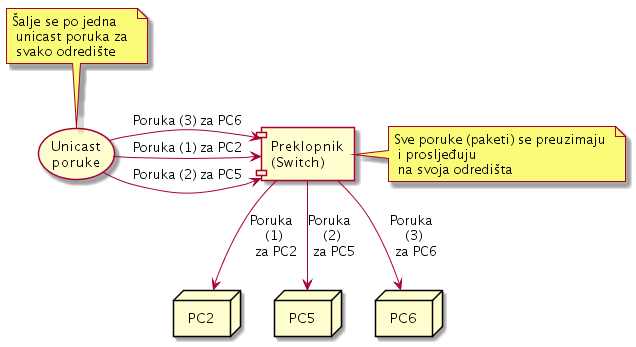 Šalje se po jedna
unicast poruka za
svako odredište
Unicast
poruke
Poruka (3) za PC6
Poruka (1) za PC2
Poruka (2) za PC5
Preklopnik
(Switch)
Sve poruke (paketi) se preuzimaju
i prosljeđuju
na svoja odredišta
Poruka
(1)
za PC2
Poruka
(2)
za PC5
Poruka
(3)
za PC6
PC2
PC5
PC6